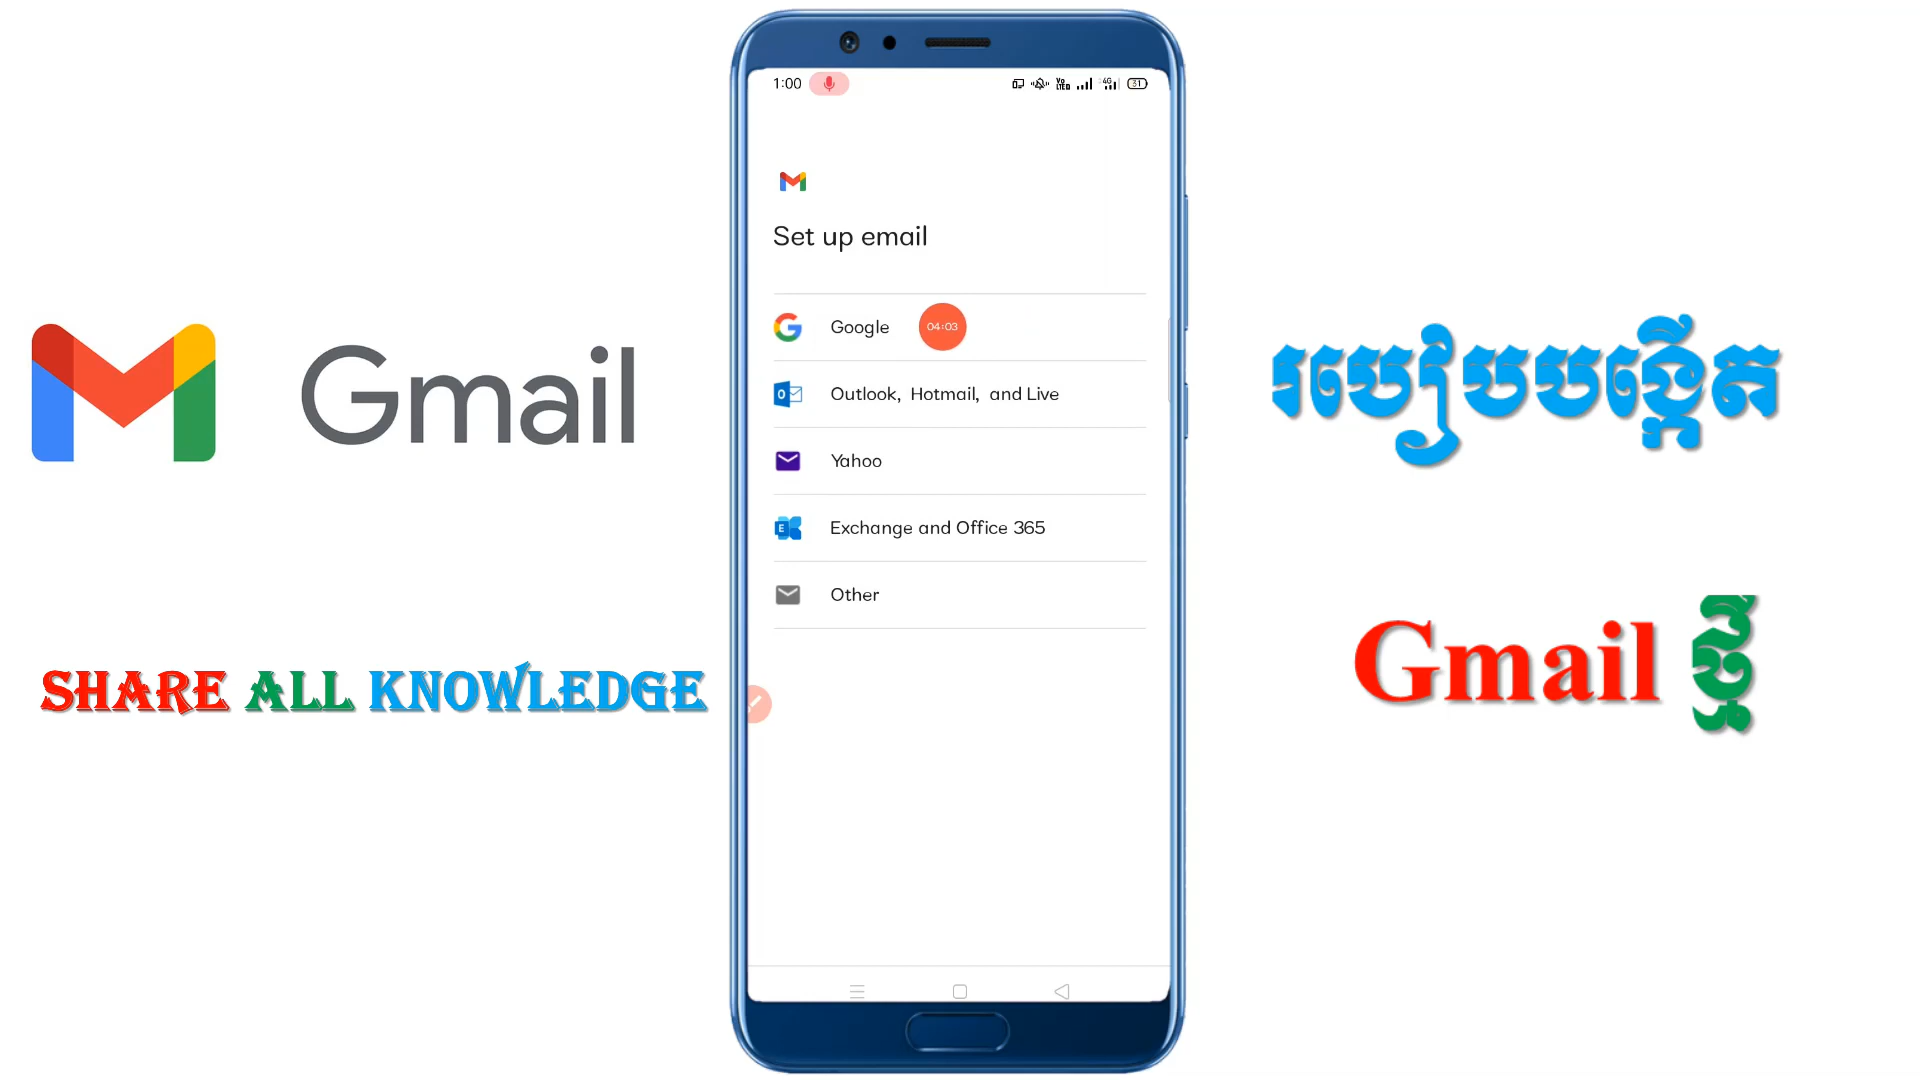 1:00
31
Set up email
Google
04:03
Outlook, Hotmail, and Live
Yahoo
Exchange and Office 365
Other
Gmail
SHARE ALL KNOWLEDGE
របៀបបង្កើត
Gmail ថ្មី